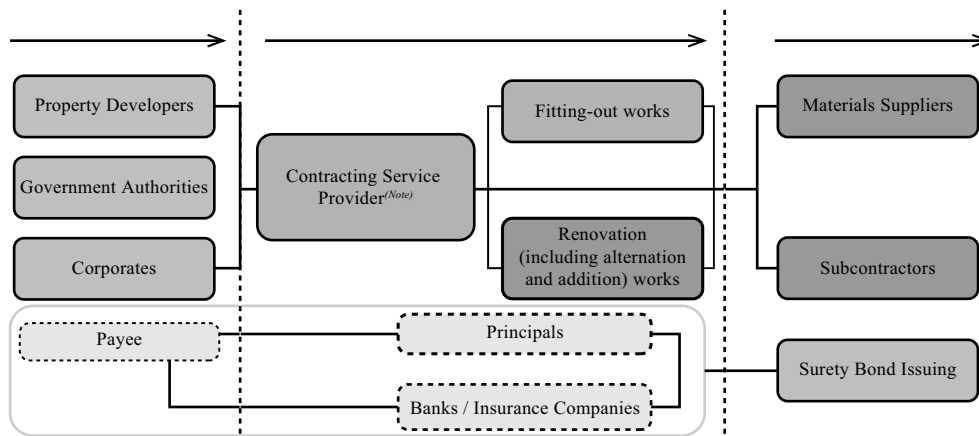 Property Developers
Government Authorities
Corporates
Contracting Service
Provider(Note)
Fitting-out works
Renovation
(including alternation
and addition) works
Materials Suppliers
Subcontractors
Payee
Principals
Banks / Insurance Companies
Surety Bond Issuing